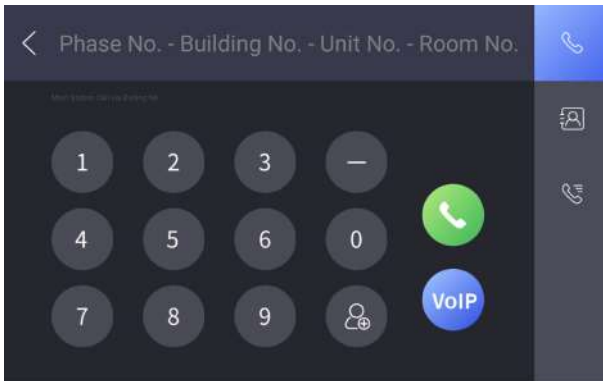 Phase No. - Building No. - Unit No. - Room No.
1 2 3 —
4 5 6 0
VoIP
7 8 9